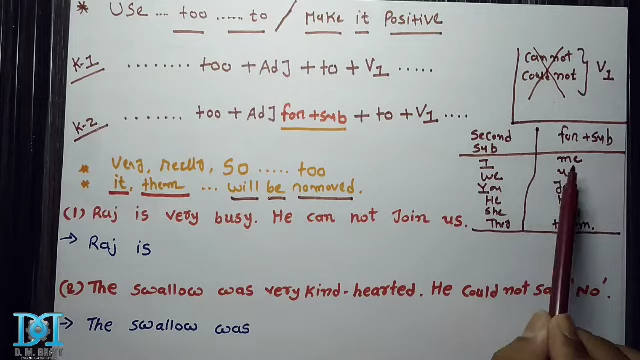 * Use .... too ..... to / Make it Positive
K-1 ........ too + Adj + to + V1 .....
K-2 ........ too + Adj for + sub + to + V1 ....
can not
could not } V1
* Very, really, So ..... too
* it, them ... will be removed.
Second Sub for + sub
I me
We
You
He
She
They
(1) Raj is very busy. He can not Join us.
→ Raj is
(2) The swallow was very kind-hearted. He could not say 'No'.
→ The swallow was
D. M. BHATT